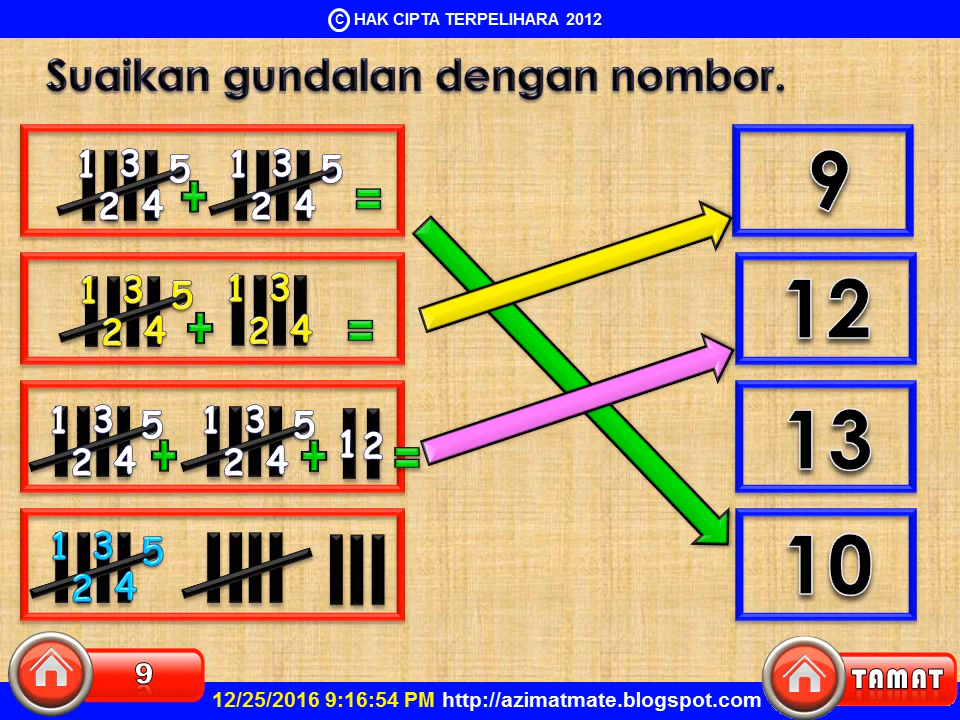 © HAK CIPTA TERPELIHARA 2012
Suaikan gundalan dengan nombor.
1 2 3 4 5 + 1 2 3 4 5 =
9
1 2 3 4 5 + 1 2 3 4 =
12
1 2 3 4 5 + 1 2 3 4 5 + 1 2 =
13
1 2 3 4 5
10
9
TAMAT
12/25/2016 9:16:54 PM http://azimatmate.blogspot.com